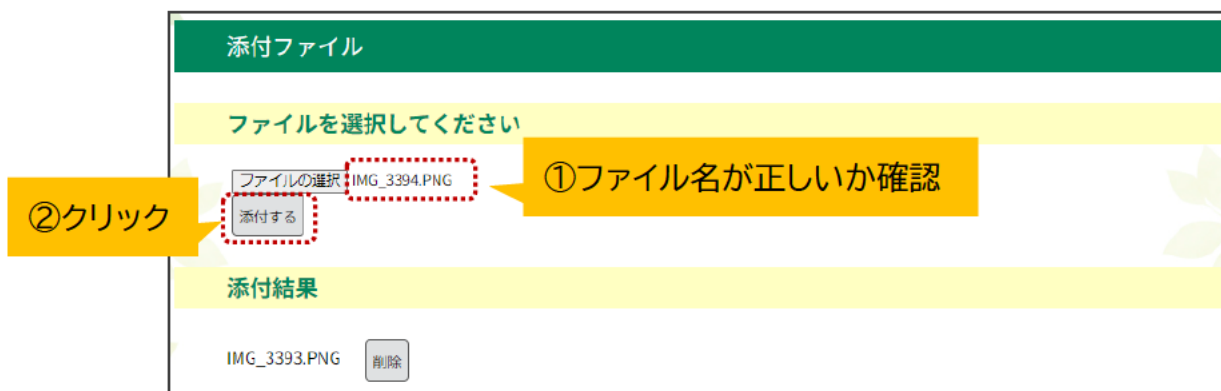 添付ファイル
ファイルを選択してください
ファイルの選択 IMG_3394.PNG
①ファイル名が正しいか確認
②クリック
添付する
添付結果
IMG_3393.PNG 削除